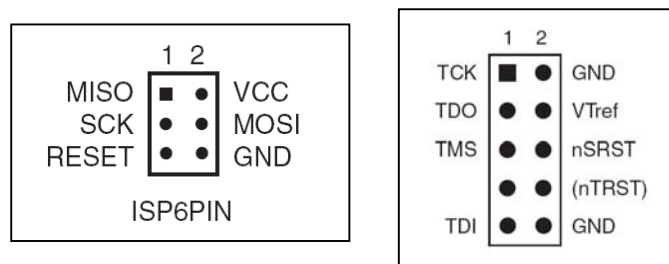 1 2
MISO VCC
SCK MOSI
RESET GND
ISP6PIN
1 2
TCK GND
TDO VTref
TMS nSRST
(nTRST)
TDI GND